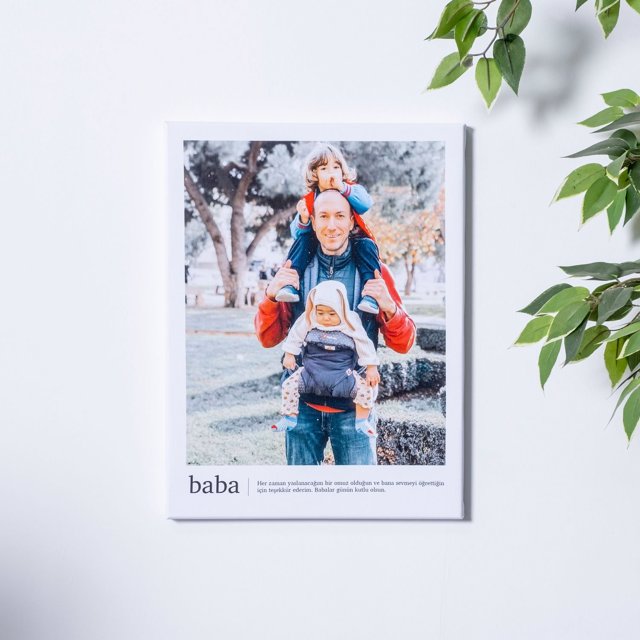 baba
Her zaman yaslanacağım bir omuz olduğun ve bana sevmeyi öğrettiğin
için teşekkür ederim. Babalar günün kutlu olsun.